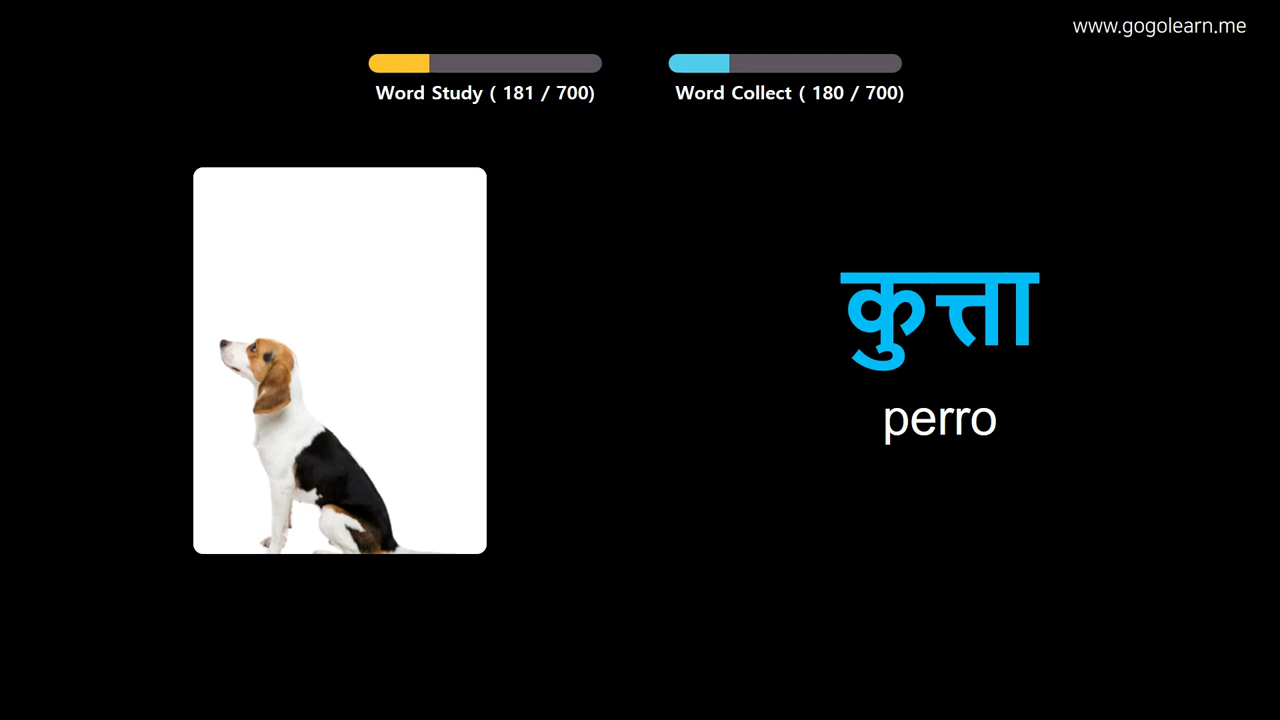 www.gogolearn.me
Word Study ( 181 / 700)
Word Collect ( 180 / 700)
कुत्ता
perro